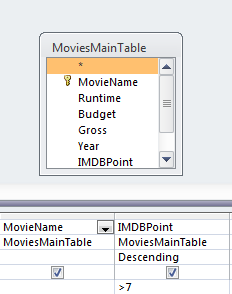 MoviesMainTable
*
MovieName
Runtime
Budget
Gross
Year
IMDBPoint
MovieName IMDBPoint
MoviesMainTable MoviesMainTable
Descending
>7